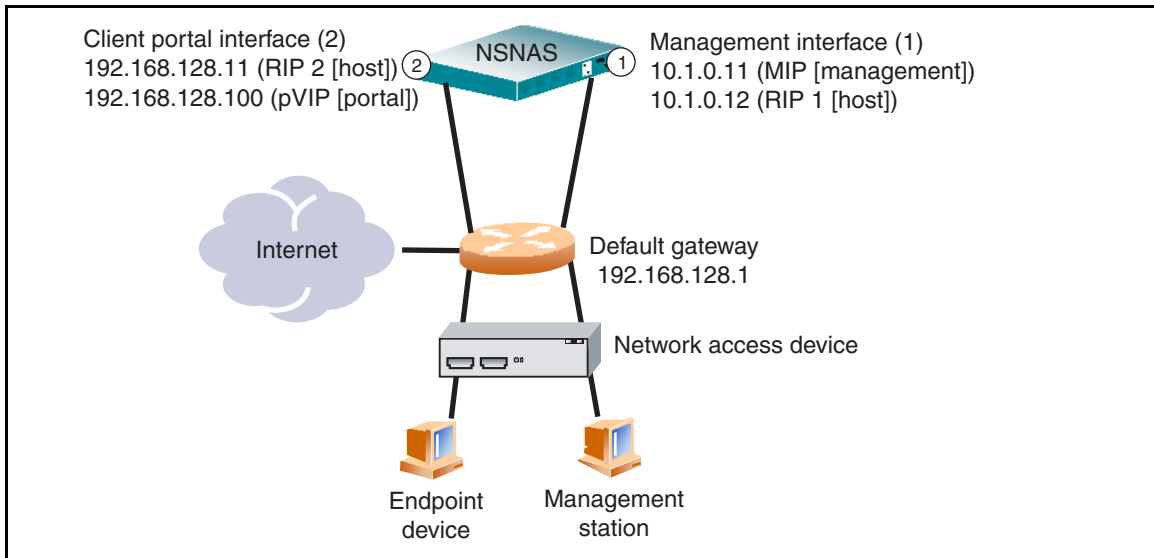 Client portal interface (2)
192.168.128.11 (RIP 2 [host])
192.168.128.100 (pVIP [portal])
2
NSNAS
1
Management interface (1)
10.1.0.11 (MIP [management])
10.1.0.12 (RIP 1 [host])
Internet
Default gateway
192.168.128.1
Network access device
Endpoint
device
Management
station